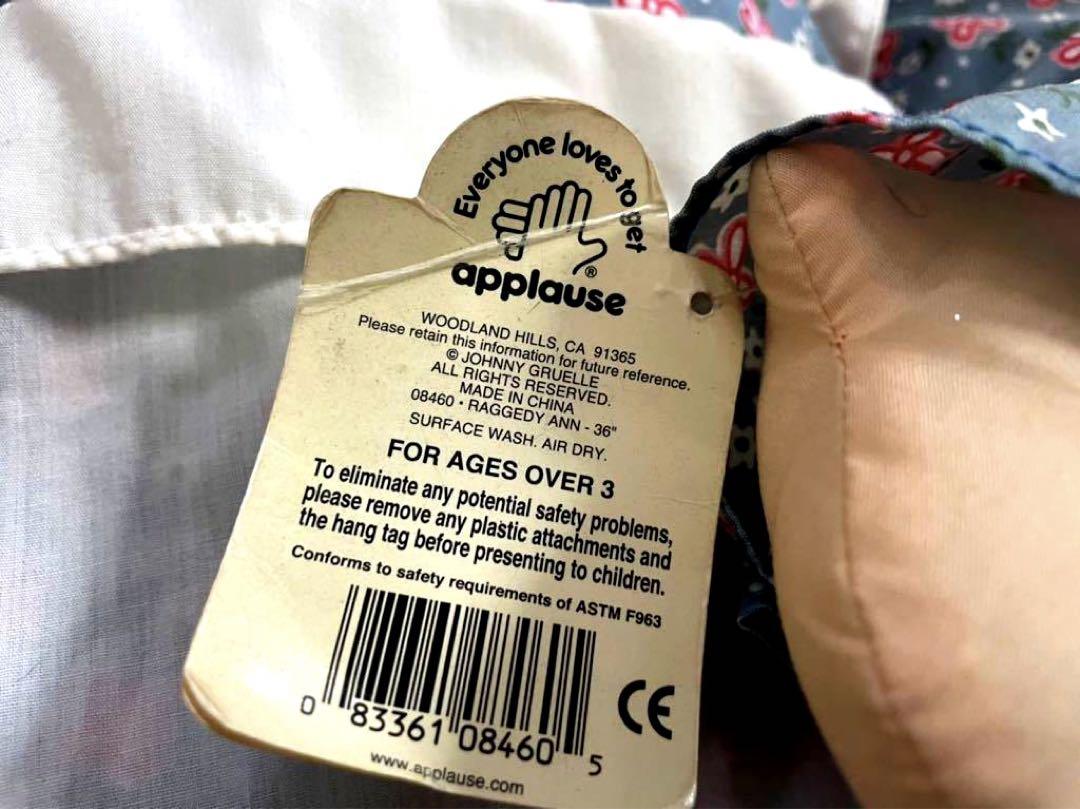 Everyone loves to get
applause®
WOODLAND HILLS, CA 91365
Please retain this information for future reference.
© JOHNNY GRUELLE
ALL RIGHTS RESERVED.
MADE IN CHINA
08460 • RAGGEDY ANN - 36"
SURFACE WASH. AIR DRY.
FOR AGES OVER 3
To eliminate any potential safety problems,
please remove any plastic attachments and
the hang tag before presenting to children.
Conforms to safety requirements of ASTM F963
CE
0 83361 08460 5
www.applause.com